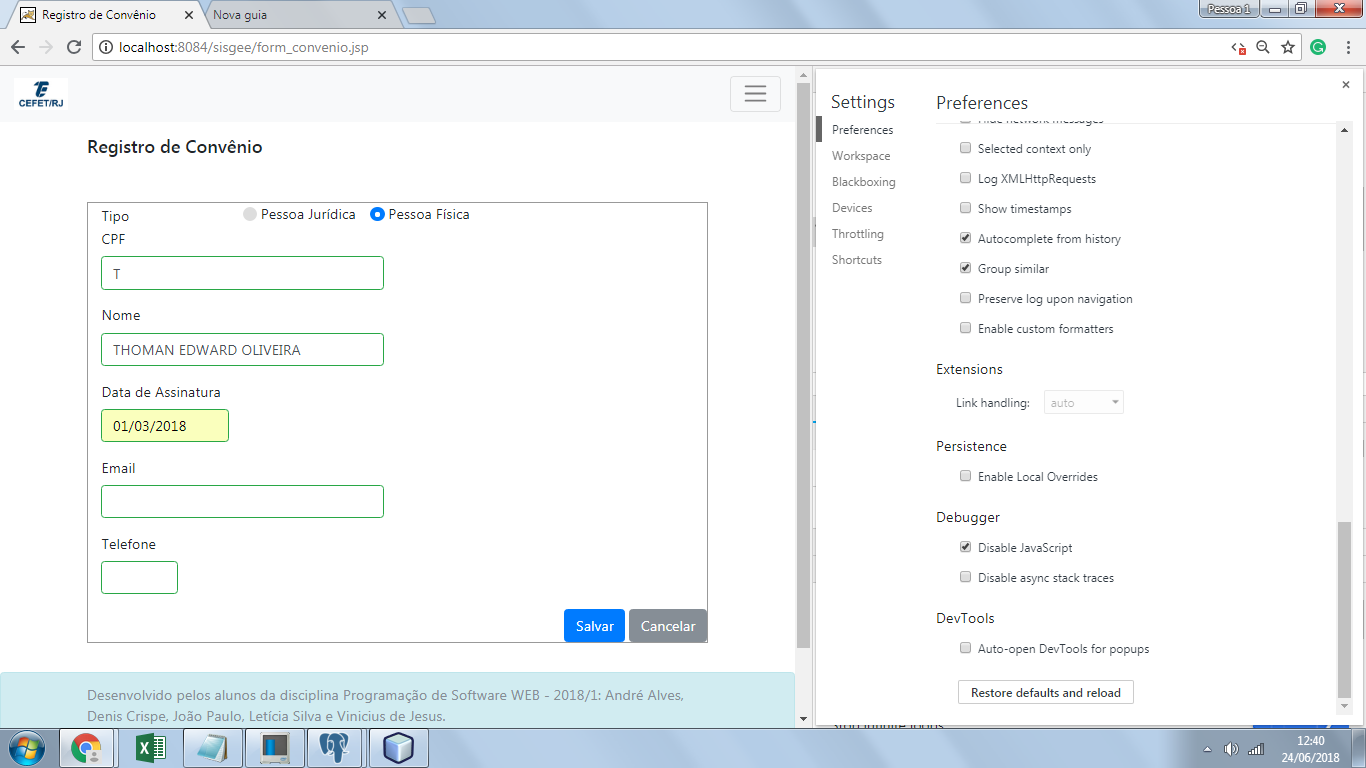 Registro de Convênio
Nova guia
Pessoa 1
localhost:8084/sisgee/form_convenio.jsp
CEFET/RJ
Registro de Convênio
Tipo
Pessoa Jurídica
Pessoa Física
CPF
T
Nome
THOMAN EDWARD OLIVEIRA
Data de Assinatura
01/03/2018
Email
Telefone
Salvar
Cancelar
Desenvolvido pelos alunos da disciplina Programação de Software WEB - 2018/1: André Alves,
Denis Crispe, João Paulo, Letícia Silva e Vinicius de Jesus.
Settings
Preferences
Workspace
Blackboxing
Devices
Throttling
Shortcuts
Preferences
Hide network messages
Selected context only
Log XMLHttpRequests
Show timestamps
Autocomplete from history
Group similar
Preserve log upon navigation
Enable custom formatters
Extensions
Link handling:
auto
Persistence
Enable Local Overrides
Debugger
Disable JavaScript
Disable async stack traces
DevTools
Auto-open DevTools for popups
Restore defaults and reload
12:40
24/06/2018